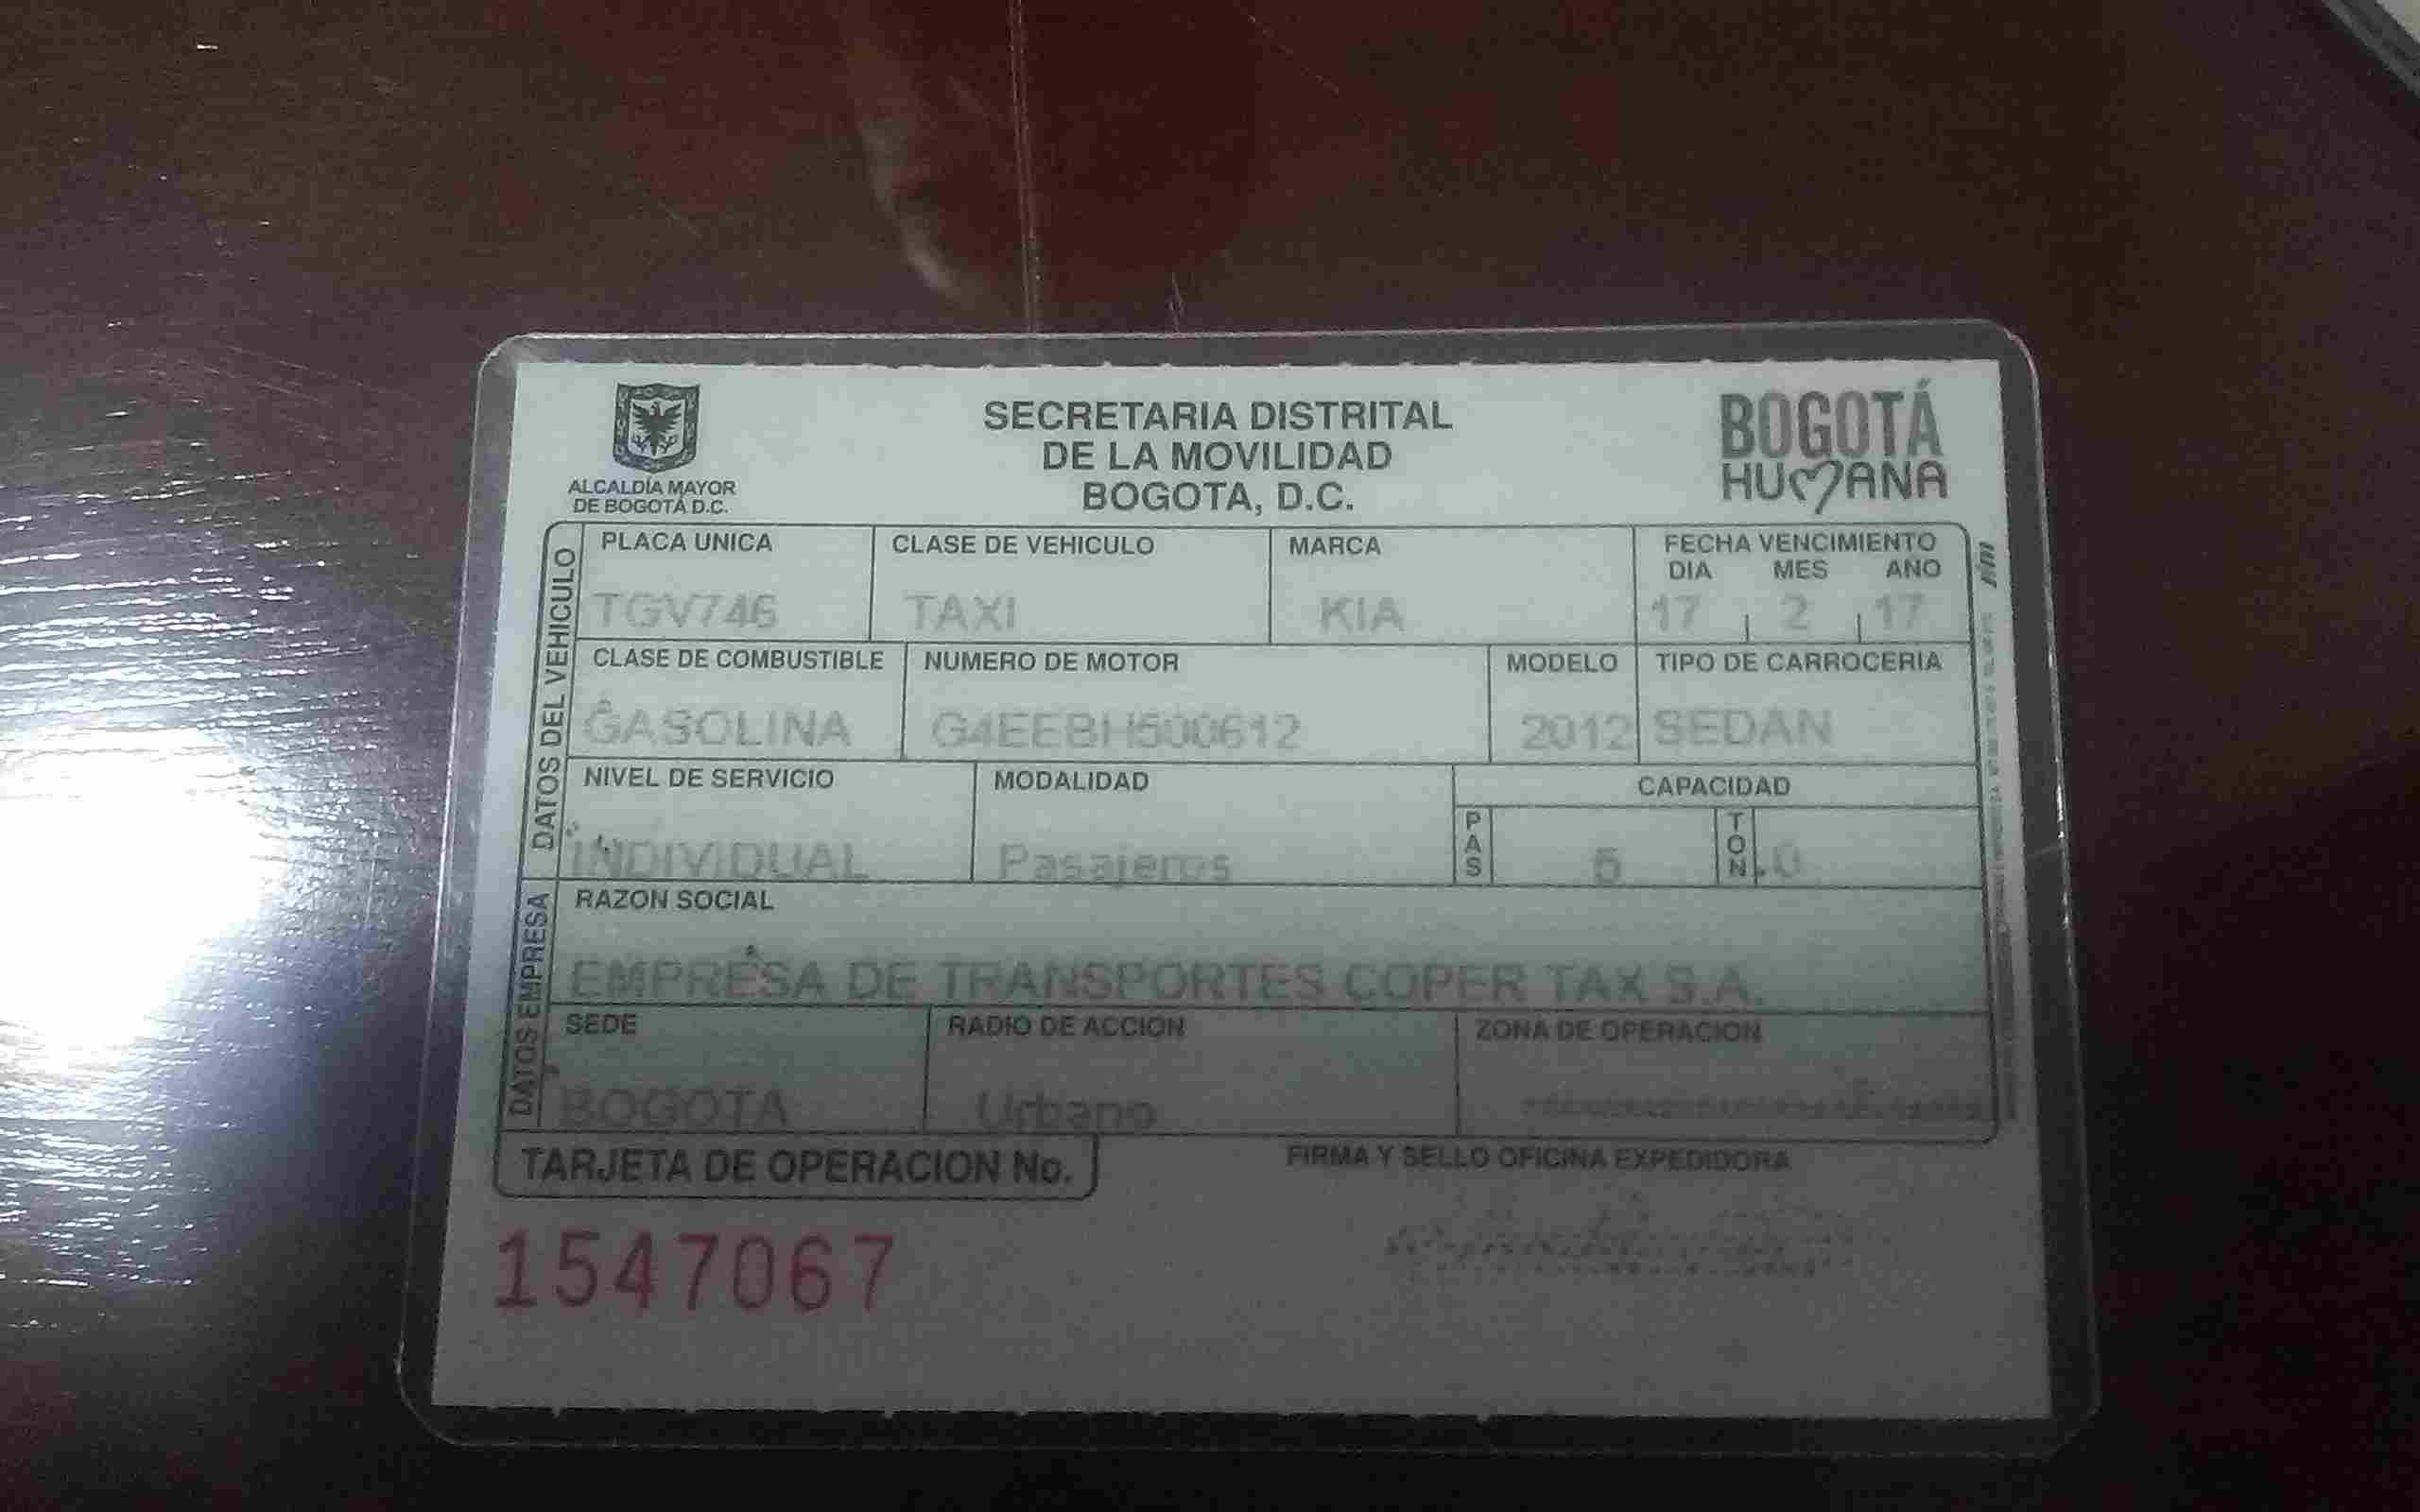 ALCALDÍA MAYOR
DE BOGOTÁ D.C.
SECRETARIA DISTRITAL
DE LA MOVILIDAD
BOGOTA, D.C.
BOGOTÁ
HUMANA
DATOS DEL VEHICULO
PLACA UNICA
TGV746
CLASE DE VEHICULO
TAXI
MARCA
KIA
FECHA VENCIMIENTO
DIA MES AÑO
17 2 17
CLASE DE COMBUSTIBLE
GASOLINA
NUMERO DE MOTOR
G4EEBH500612
MODELO
2012
TIPO DE CARROCERIA
SEDAN
NIVEL DE SERVICIO
INDIVIDUAL
MODALIDAD
Pasajeros
CAPACIDAD
PAS
5
TON
.0
DATOS EMPRESA
RAZON SOCIAL
EMPRESA DE TRANSPORTES COPER TAX S.A.
SEDE
BOGOTA
RADIO DE ACCION
Urbano
ZONA DE OPERACION
TARJETA DE OPERACION No.
1547067
FIRMA Y SELLO OFICINA EXPEDIDORA